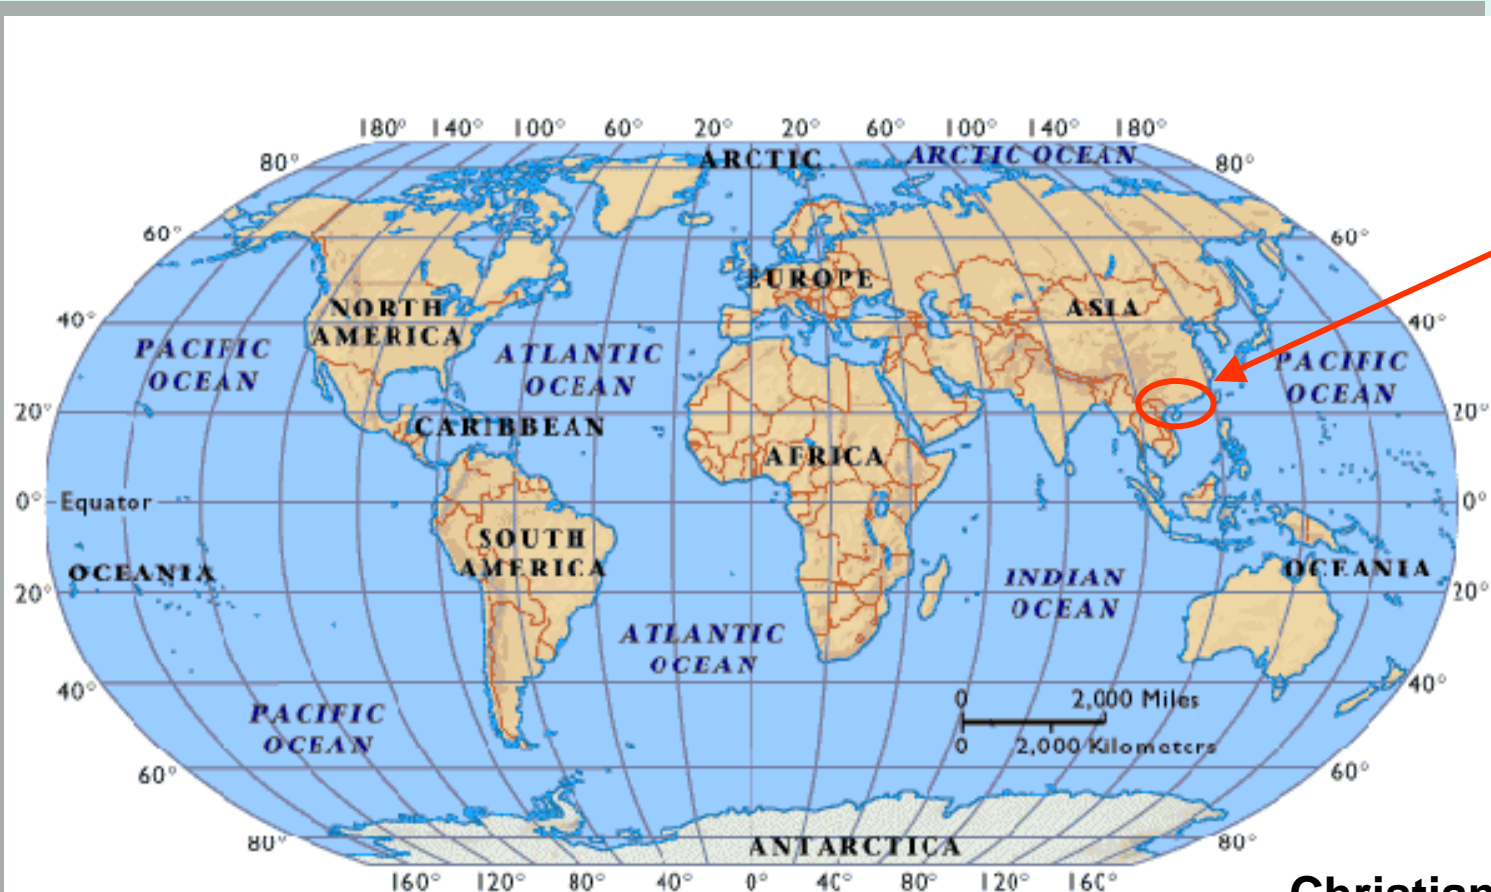 180° 140° 100° 60° 20° 20° 60° 100° 140° 180°
80° ARCTIC ARCTIC OCEAN 80°
60° 60°
EUROPE
NORTH ASIA
AMERICA
40° 40°
PACIFIC ATLANTIC PACIFIC
OCEAN OCEAN OCEAN
20° CARIBBEAN 20°
AFRICA
0° Equator 0°
SOUTH
AMERICA
OCEANIA INDIAN OCEANIA
OCEAN
20° 20°
ATLANTIC
OCEAN
40° 40°
0 2,000 Miles
0 2,000 Kilometers
PACIFIC
OCEAN
60° 60°
80° ANTARCTICA 80°
160° 120° 80° 40° 0° 40° 80° 120° 160°